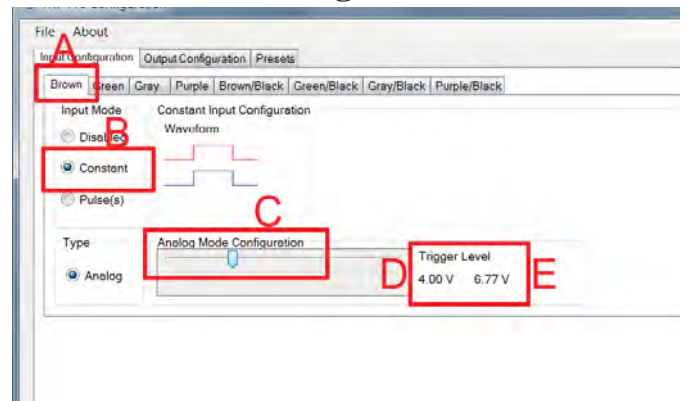 File About
A
Input Configuration Output Configuration Presets
Brown Green Gray Purple Brown/Black Green/Black Gray/Black Purple/Black
Input Mode Constant Input Configuration
B
Disabled Waveform
Constant
Pulse(s)
C
Type Analog Mode Configuration Trigger Level
Analog D 4.00 V 6.77 V E